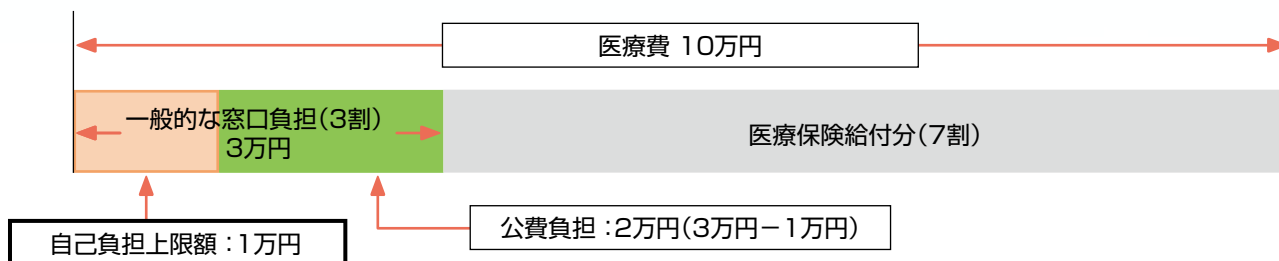 医療費 10万円
一般的な窓口負担(3割)
3万円
医療保険給付分(7割)
公費負担:2万円(3万円－1万円)
自己負担上限額:1万円